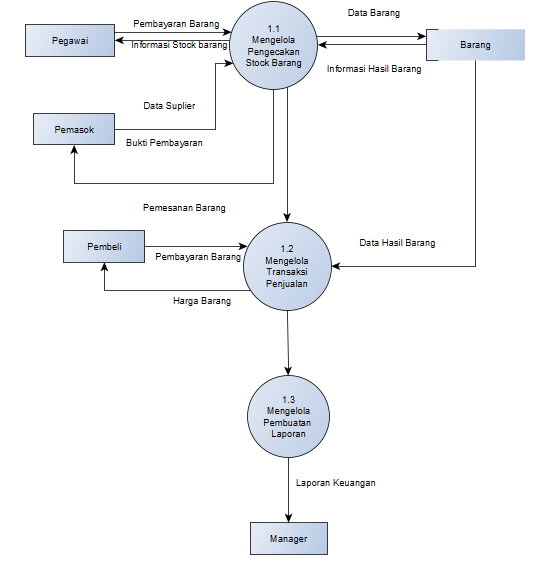 Pembayaran Barang
Data Barang
1.1
Mengelola
Pengecakan
Stock Barang
Pegawai
Informasi Stock barang
Barang
Informasi Hasil Barang
Data Suplier
Pemasok
Bukti Pembayaran
Pemesanan Barang
Pembeli
Pembayaran Barang
1.2
Mengelola
Transaksi
Penjualan
Data Hasil Barang
Harga Barang
1.3
Mengelola
Pembuatan
Laporan
Laporan Keuangan
Manager